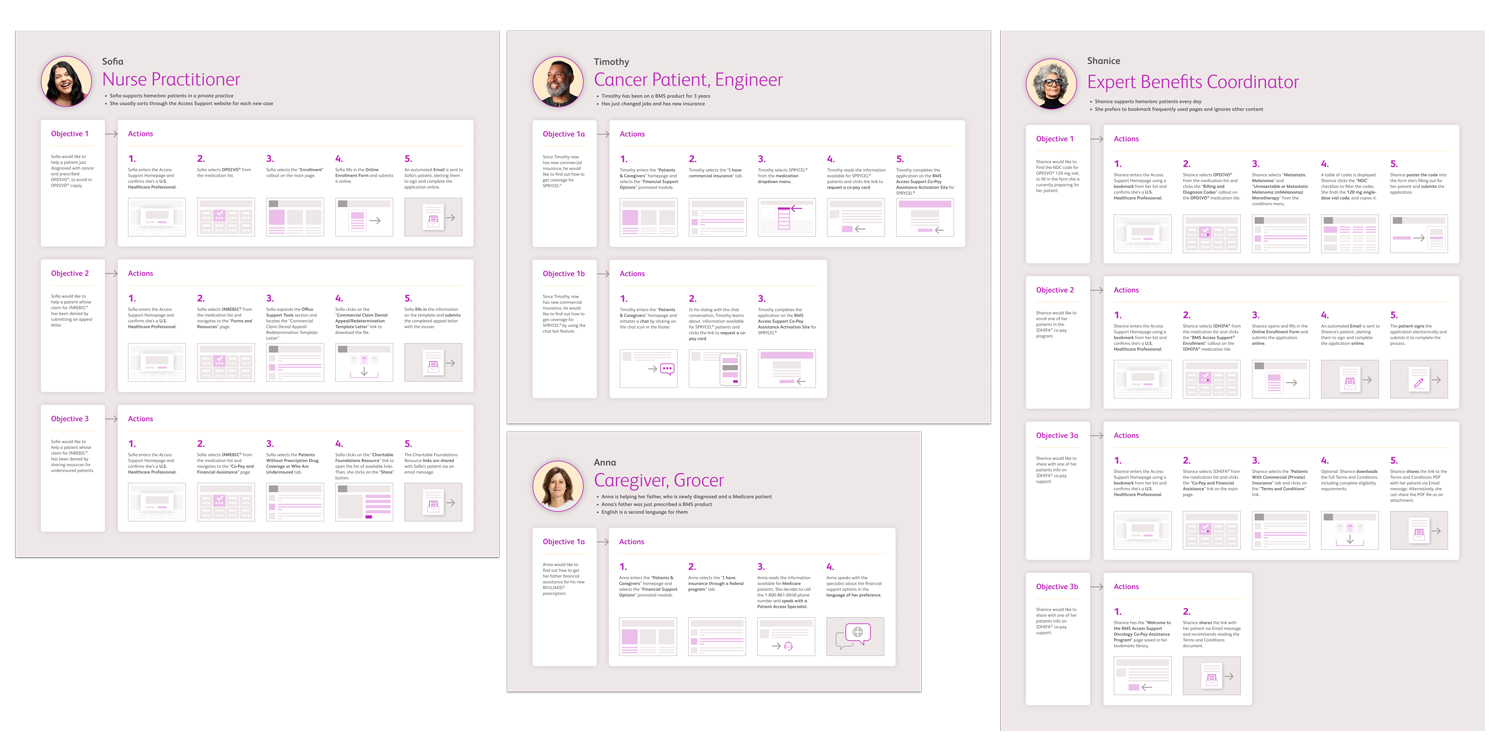 Sofia
Nurse Practitioner
• Sofia supports heme/onc patients in a private practice
• She usually sorts through the Access Support website for each new case
Objective 1
Sofia would like to
help a patient just
diagnosed with cancer
and prescribed
OPDIVO®, to enroll in
OPDIVO® copay.
Actions
1.
Sofia enters the Access
Support Homepage and
confirms she's a U.S.
Healthcare Professional.
2.
Sofia selects OPDIVO® from
the medication list.
3.
Sofia selects the "Enrollment"
callout on the main page.
4.
Sofia fills in the Online
Enrollment Form and submits
it online.
5.
An automated Email is sent to
Sofia's patient, alerting them
to sign and complete the
application online.
Objective 2
Sofia would like to
help a patient whose
claim for INREBIC®
has been denied by
submitting an appeal
letter.
Actions
1.
Sofia enters the Access
Support Homepage and
confirms she's a U.S.
Healthcare Professional.
2.
Sofia selects INREBIC® from
the medication list and
navigates to the "Forms and
Resources" page.
3.
Sofia expands the Office
Support Tools section and
locates the "Commercial
Claim Denial Appeal/
Redetermination Template
Letter."
4.
Sofia clicks on the
"Commercial Claim Denial
Appeal/Redetermination
Template Letter" link to
download the file.
5.
Sofia fills in the information
on the template and submits
the completed appeal letter
with the insurer.
Objective 3
Sofia would like to
help a patient whose
claim for INREBIC®
has been denied by
sharing resources for
underinsured patients.
Actions
1.
Sofia enters the Access
Support Homepage and
confirms she's a U.S.
Healthcare Professional.
2.
Sofia selects INREBIC® from
the medication list and
navigates to the "Co-Pay and
Financial Assistance" page.
3.
Sofia selects the Patients
Without Prescription Drug
Coverage or Who Are
Underinsured tab.
4.
Sofia clicks on the "Charitable
Foundations Resource" link to
open the list of available links.
Then, she clicks on the "Share"
button.
5.
The Charitable Foundations
Resource links are shared
with Sofia's patient via an
email message.
Timothy
Cancer Patient, Engineer
• Timothy has been on a BMS product for 3 years
• Has just changed jobs and has new insurance
Objective 1a
Since Timothy now
has new commercial
insurance, he would
like to find out how to
get coverage for
SPRYCEL®
Actions
1.
Timothy enters the "Patients
& Caregivers" homepage and
selects the "Financial Support
Options" promoted module.
2.
Timothy selects the "I have
commercial insurance" tab.
3.
Timothy selects SPRYCEL®
from the medication
dropdown menu.
4.
Timothy reads the information
available for SPRYCEL®
patients and clicks the link to
request a co-pay card.
5.
Timothy completes the
application on the BMS
Access Support Co-Pay
Assistance Activation Site for
SPRYCEL®.
Objective 1b
Since Timothy now
has new commercial
insurance, he would
like to find out how to
get coverage for
SPRYCEL® by using
the chat bot feature.
Actions
1.
Timothy enters the "Patients
& Caregivers" homepage and
initiates a chat by clicking on
the chat icon in the footer.
2.
In his dialog with the chat
conversation, Timothy learns
about information available
for SPRYCEL® patients and
clicks the link to request a co-
pay card.
3.
Timothy completes the
application on the BMS
Access Support Co-Pay
Assistance Activation Site for
SPRYCEL®.
Anna
Caregiver, Grocer
• Anna is helping her father, who is newly diagnosed and a Medicare patient
• Anna's father was just prescribed a BMS product
• English is a second language for them
Objective 1a
Anna would like to
find out how to get
her father financial
assistance for his new
REVLIMID®
prescription.
Actions
1.
Anna enters the "Patients &
Caregivers" homepage and
selects the "Financial Support
Options" promoted module.
2.
Anna selects the "I have
insurance through a federal
program" tab.
3.
Anna reads the information
available for Medicare
patients. She decides to call
the 1-800-861-0048 phone
number and speak with a
Patient Access Specialist.
4.
Anna speaks with the
specialist about the financial
support options in the
language of her preference.
Shanice
Expert Benefits Coordinator
• Shanice supports heme/onc patients every day
• She prefers to bookmark frequently used pages and ignores other content
Objective 1
Shanice would like to
find the NDC code for
OPDIVO® 120 mg vial,
to fill in the form she is
currently preparing for
her patient.
Actions
1.
Shanice enters the Access
Support Homepage using a
bookmark from her list and
confirms she's a U.S.
Healthcare Professional.
2.
Shanice selects OPDIVO®
from the medication list and
clicks the "Billing and
Diagnosis Codes" callout on
the OPDIVO® medication tile.
3.
Shanice selects "Metastatic
Melanoma" and
"Unresectable or Metastatic
Melanoma (mMelanoma)
Monotherapy" from the
conditions menu.
4.
A table of codes is displayed.
Shanice clicks the "NDC"
checkbox to filter the codes.
She finds the 120 mg single-
dose vial code, and copies it.
5.
Shanice pastes the code into
the form she's filling out for
her patient and submits the
application.
Objective 2
Shanice would like to
enroll one of her
patients in the
IDHIFA® co-pay
program.
Actions
1.
Shanice enters the Access
Support Homepage using a
bookmark from her list and
confirms she's a U.S.
Healthcare Professional.
2.
Shanice selects IDHIFA® from
the medication list and clicks
the "BMS Access Support®
Enrollment" callout on the
IDHIFA® medication tile.
3.
Shanice opens and fills in the
Online Enrollment Form and
submits the application
online.
4.
An automated Email is sent to
Shanice's patient, alerting
them to sign and complete
the application online.
5.
The patient signs the
application electronically and
submits it to complete the
process.
Objective 3a
Shanice would like to
share with one of her
patients info on
IDHIFA® co-pay
support.
Actions
1.
Shanice enters the Access
Support Homepage using a
bookmark from her list and
confirms she's a U.S.
Healthcare Professional.
2.
Shanice selects IDHIFA® from
the medication list and clicks
the "Co-Pay and Financial
Assistance" link on the main
page.
3.
Shanice selects the "Patients
With Commercial (Private)
Insurance" tab and clicks on
the "Terms and Conditions"
link.
4.
Optional: Shanice downloads
the full Terms and Conditions,
including complete eligibility
requirements.
5.
Shanice shares the link to the
Terms and Conditions PDF
with her patient via Email
message. Alternatively, she
can share the PDF file as an
attachment.
Objective 3b
Shanice would like to
share with one of her
patients info on
IDHIFA® co-pay
support.
Actions
1.
Shanice has the "Welcome to
the BMS Access Support
Oncology Co-Pay Assistance
Program" page saved in her
bookmarks library.
2.
Shanice shares the link with
her patient via Email message
and recommends reading the
Terms and Conditions
document.